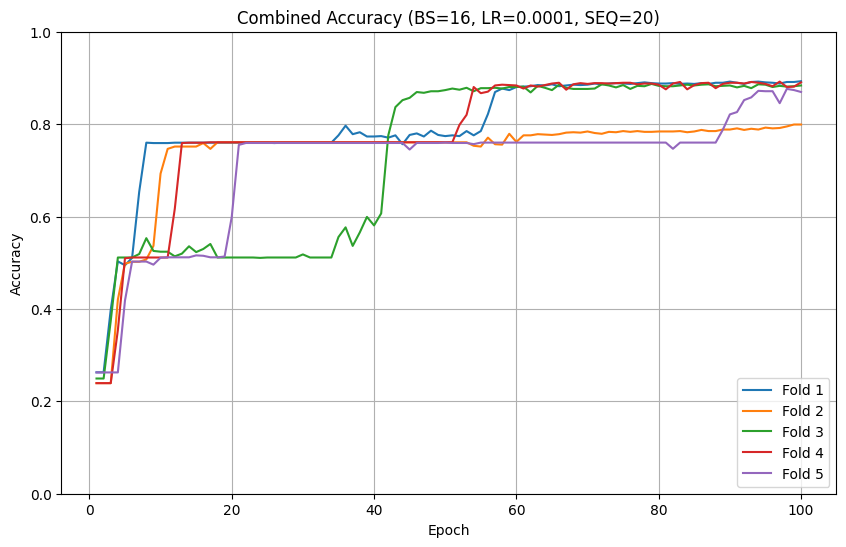 Combined Accuracy (BS=16, LR=0.0001, SEQ=20)
1.0
0.8
0.6
0.4
0.2
0.0
Accuracy
0 20 40 60 80 100
Epoch
Fold 1
Fold 2
Fold 3
Fold 4
Fold 5